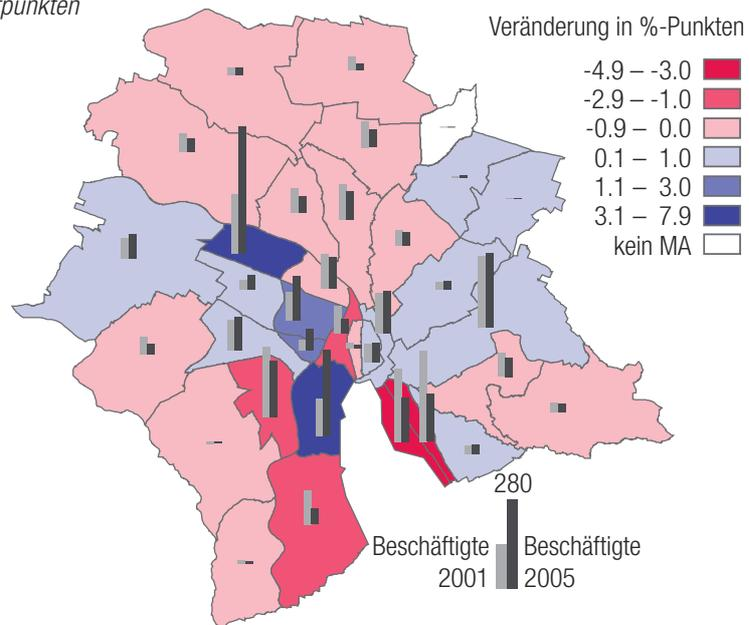 Veränderung in %-Punkten
-4.9 – -3.0
-2.9 – -1.0
-0.9 – 0.0
0.1 – 1.0
1.1 – 3.0
3.1 – 7.9
kein MA
280
Beschäftigte 2001
Beschäftigte 2005